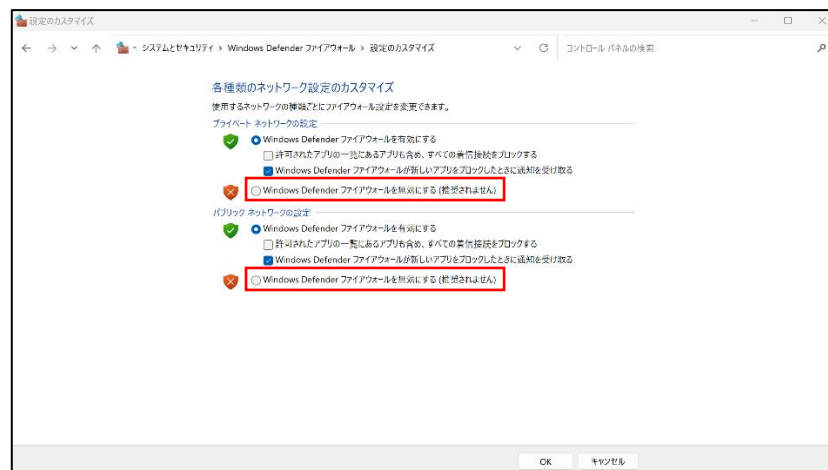 設定のカスタマイズ
システムとセキュリティ › Windows Defender ファイアウォール › 設定のカスタマイズ
コントロール パネルの検索
各種類のネットワーク設定のカスタマイズ
使用するネットワークの種類ごとにファイアウォール設定を変更できます。
プライベート ネットワークの設定
Windows Defender ファイアウォールを有効にする
許可されたアプリの一覧にあるアプリも含め、すべての着信接続をブロックする
Windows Defender ファイアウォールが新しいアプリをブロックしたときに通知を受け取る
Windows Defender ファイアウォールを無効にする (推奨されません)
パブリック ネットワークの設定
Windows Defender ファイアウォールを有効にする
許可されたアプリの一覧にあるアプリも含め、すべての着信接続をブロックする
Windows Defender ファイアウォールが新しいアプリをブロックしたときに通知を受け取る
Windows Defender ファイアウォールを無効にする (推奨されません)
OK キャンセル